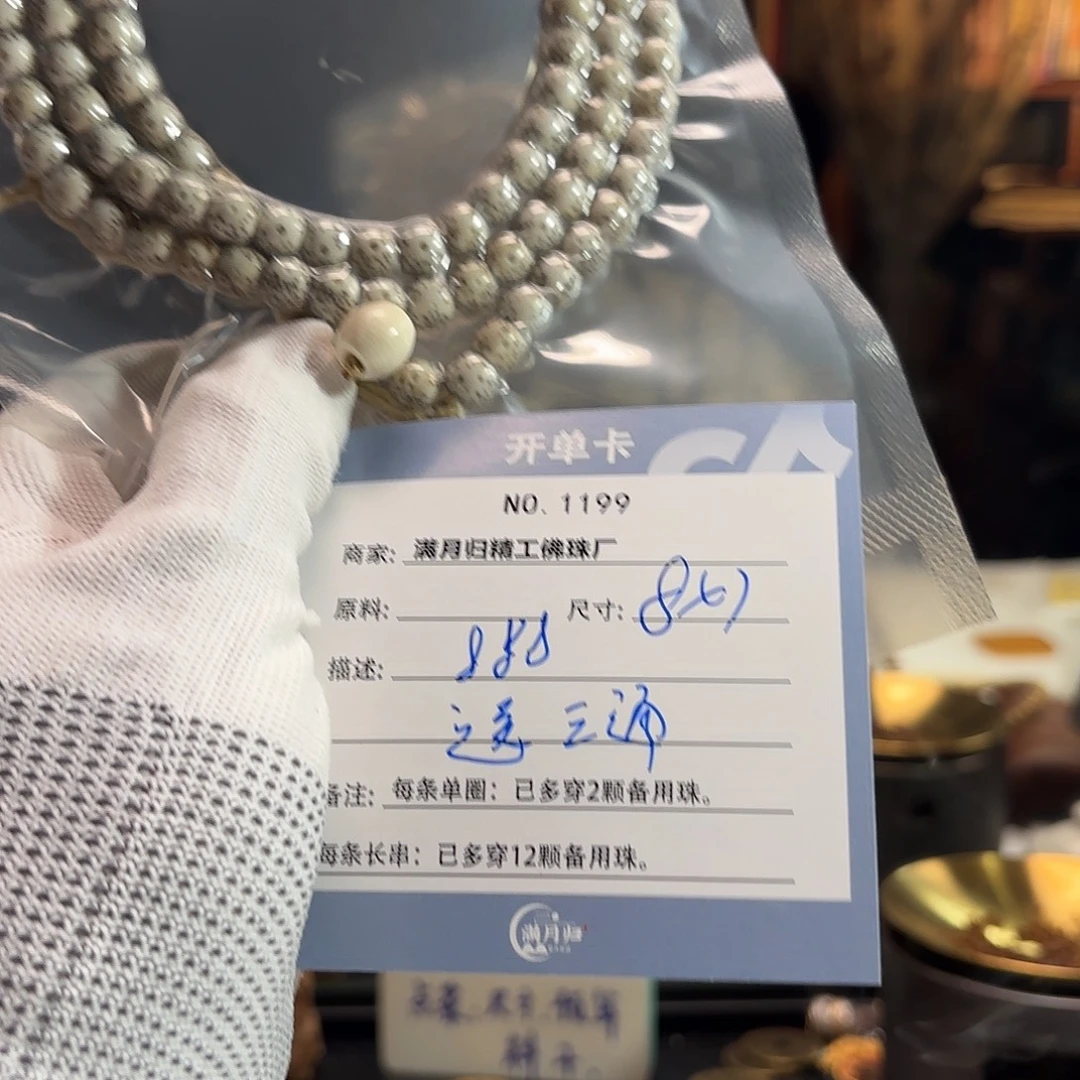 开单卡
NO. 1199
商家: 满月归精工佛珠厂
原料: 尺寸: 8
描述: 888
送三通
备注: 每条单圈：已多穿2颗备用珠。
每条长串：已多穿12颗备用珠。
满月归